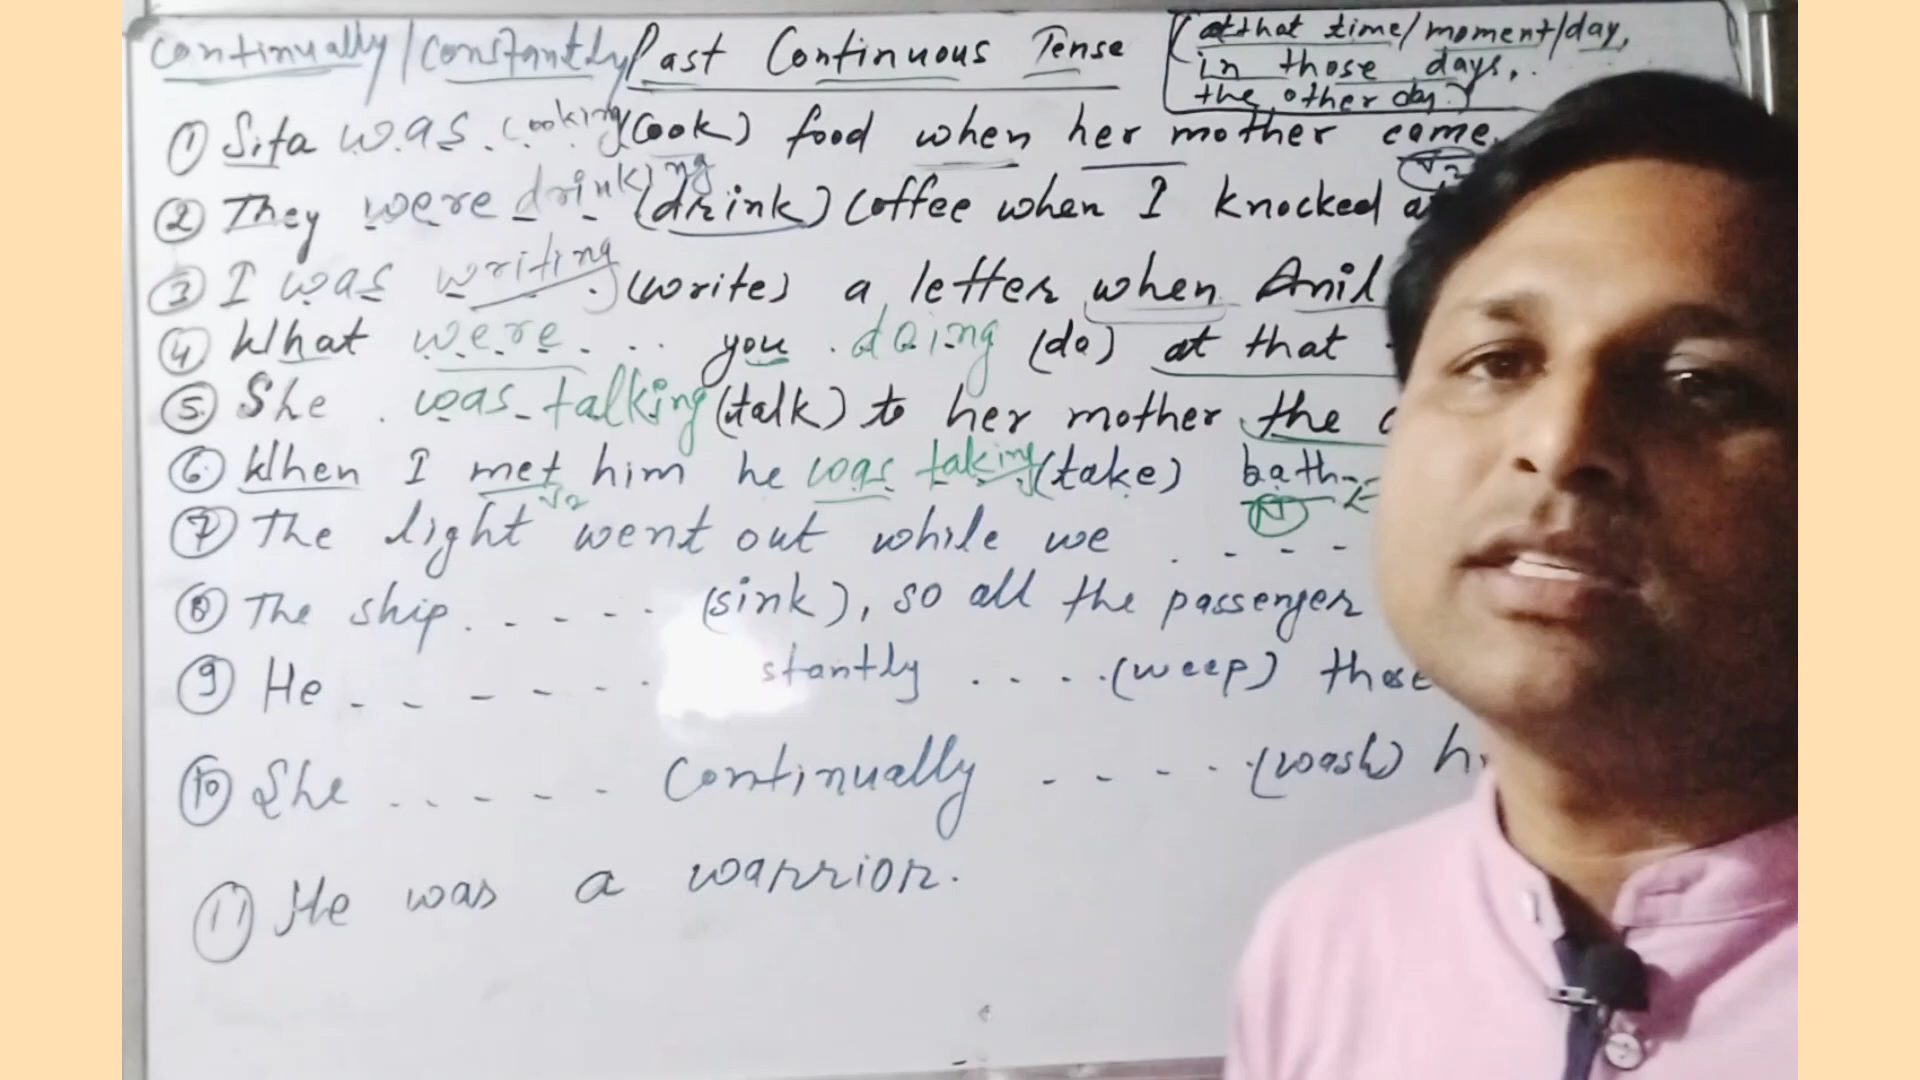 continually/constantly Past Continuous Tense (at that time/moment/day,
in those days,
the other day)
① Sita was cooking (cook) food when her mother came.
V2
② They were drinking (drink) coffee when I knocked at
③ I was writing (write) a letter when Anil
④ What were ... you . doing (do) at that
⑤ She . was talking (talk) to her mother the
⑥ When I met him he was taking (take) bath
V2 N
⑦ The light went out while we . - - -
⑧ The ship . - - - . (sink), so all the passenger
⑨ He . - - - - . stantly . . . . (weep) those
⑩ She . . . - - . continually - - - - . (wash)
⑪ He was a warrior.